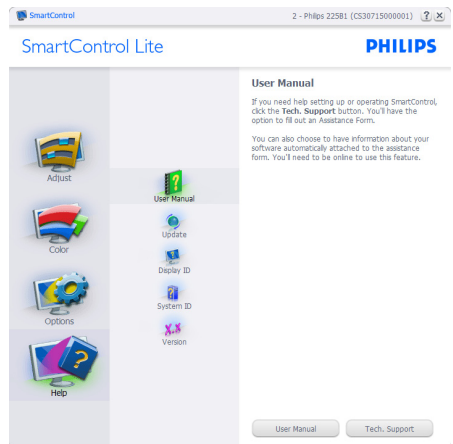 SmartControl
2 - Philips 225B1 (CS30715000001)
?
SmartControl Lite
PHILIPS
Adjust
Color
Options
?
Help
?
User Manual
Update
Display ID
?
System ID
X.X
Version
User Manual
If you need help setting up or operating SmartControl,
click the Tech. Support button. You'll have the
option to fill out an Assistance Form.
You can also choose to have information about your
software automatically attached to the assistance
form. You'll need to be online to use this feature.
User Manual
Tech. Support